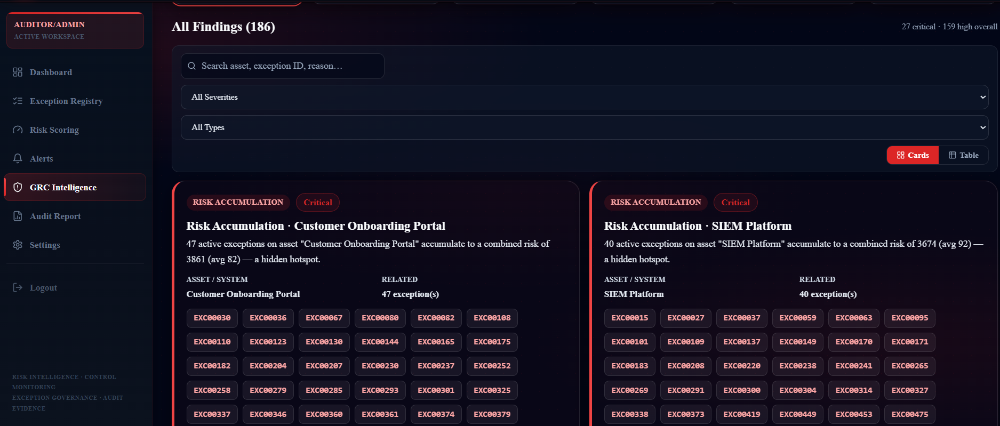 AUDITOR/ADMIN
ACTIVE WORKSPACE
Dashboard
Exception Registry
Risk Scoring
Alerts
GRC Intelligence
Audit Report
Settings
Logout
RISK INTELLIGENCE · CONTROL
MONITORING
EXCEPTION GOVERNANCE · AUDIT
EVIDENCE
All Findings (186)
27 critical · 159 high overall
Search asset, exception ID, reason…
All Severities
All Types
Cards
Table
RISK ACCUMULATION
Critical
Risk Accumulation · Customer Onboarding Portal
47 active exceptions on asset "Customer Onboarding Portal" accumulate to a combined risk of
3861 (avg 82) — a hidden hotspot.
ASSET / SYSTEM RELATED
Customer Onboarding Portal 47 exception(s)
EXC00030 EXC00036 EXC00067 EXC00080 EXC00082 EXC00108
EXC00110 EXC00123 EXC00130 EXC00144 EXC00165 EXC00175
EXC00182 EXC00204 EXC00207 EXC00230 EXC00237 EXC00252
EXC00258 EXC00279 EXC00285 EXC00293 EXC00301 EXC00325
EXC00337 EXC00346 EXC00360 EXC00361 EXC00374 EXC00379
RISK ACCUMULATION
Critical
Risk Accumulation · SIEM Platform
40 active exceptions on asset "SIEM Platform" accumulate to a combined risk of 3674 (avg 92) —
a hidden hotspot.
ASSET / SYSTEM RELATED
SIEM Platform 40 exception(s)
EXC00015 EXC00027 EXC00037 EXC00059 EXC00063 EXC00095
EXC00101 EXC00109 EXC00137 EXC00149 EXC00170 EXC00171
EXC00183 EXC00208 EXC00220 EXC00238 EXC00241 EXC00265
EXC00269 EXC00291 EXC00300 EXC00304 EXC00314 EXC00327
EXC00338 EXC00373 EXC00419 EXC00449 EXC00453 EXC00475